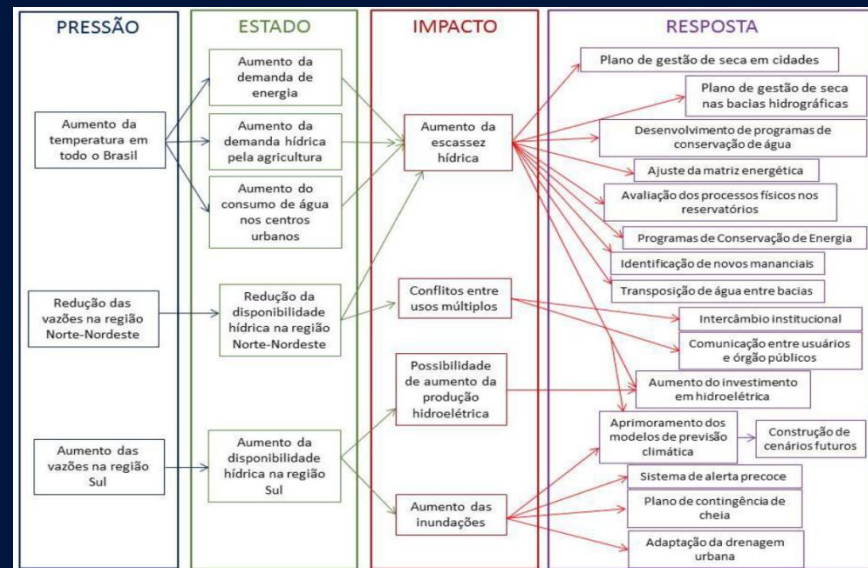 PRESSÃO
Aumento da
temperatura em
todo o Brasil
Redução das
vazões na região
Norte-Nordeste
Aumento das
vazões na região
Sul
ESTADO
Aumento da
demanda de
energia
Aumento da
demanda hídrica
pela agricultura
Aumento do
consumo de água
nos centros
urbanos
Redução da
disponibilidade
hídrica na região
Norte-Nordeste
Aumento da
disponibilidade
hídrica na região
Sul
IMPACTO
Aumento da
escassez
hídrica
Conflitos entre
usos múltiplos
Possibilidade
de aumento da
produção
hidroelétrica
Aumento das
inundações
RESPOSTA
Plano de gestão de seca em cidades
Plano de gestão de seca
nas bacias hidrográficas
Desenvolvimento de programas de
conservação de água
Ajuste da matriz energética
Avaliação dos processos físicos nos
reservatórios
Programas de Conservação de Energia
Identificação de novos mananciais
Transposição de água entre bacias
Intercâmbio institucional
Comunicação entre usuários
e órgão públicos
Aumento do investimento
em hidroelétrica
Aprimoramento dos
modelos de previsão
climática
Construção de
cenários futuros
Sistema de alerta precoce
Plano de contingência de
cheia
Adaptação da drenagem
urbana